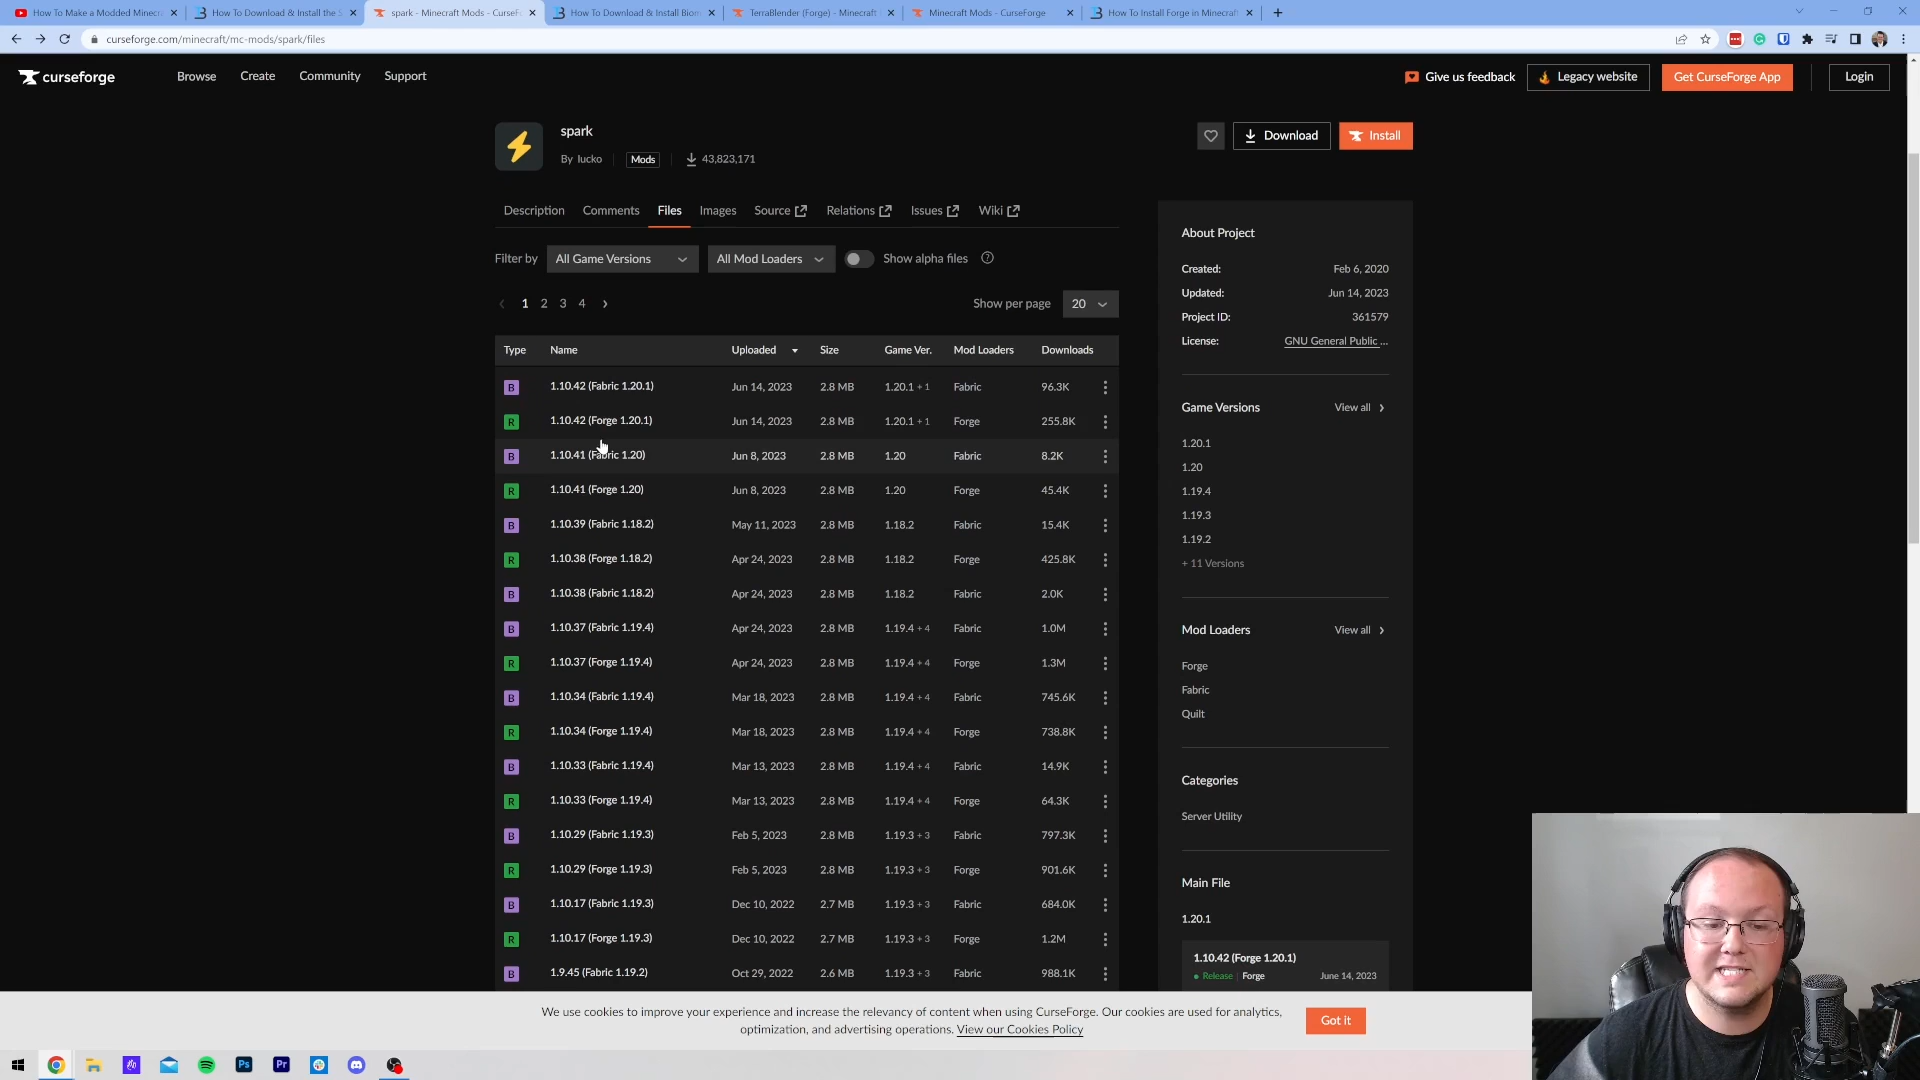 How To Make a Modded Minecr
How To Download & Install the S
spark - Minecraft Mods - CurseF
How To Download & Install Biom
TerraBlender (Forge) - Minecraft
Minecraft Mods - CurseForge
How To Install Forge in Minecraft
curseforge.com/minecraft/mc-mods/spark/files
curseforge
Browse
Create
Community
Support
Give us feedback
Legacy website
Get CurseForge App
Login
spark
By lucko
Mods
43,823,171
Download
Install
Description
Comments
Files
Images
Source
Relations
Issues
Wiki
Filter by
All Game Versions
All Mod Loaders
Show alpha files
1 2 3 4
Show per page
20
Type Name Uploaded Size Game Ver. Mod Loaders Downloads
B 1.10.42 (Fabric 1.20.1) Jun 14, 2023 2.8 MB 1.20.1 + 1 Fabric 96.3K
R 1.10.42 (Forge 1.20.1) Jun 14, 2023 2.8 MB 1.20.1 + 1 Forge 255.8K
B 1.10.41 (Fabric 1.20) Jun 8, 2023 2.8 MB 1.20 Fabric 8.2K
R 1.10.41 (Forge 1.20) Jun 8, 2023 2.8 MB 1.20 Forge 45.4K
B 1.10.39 (Fabric 1.18.2) May 11, 2023 2.8 MB 1.18.2 Fabric 15.4K
R 1.10.38 (Forge 1.18.2) Apr 24, 2023 2.8 MB 1.18.2 Forge 425.8K
B 1.10.38 (Fabric 1.18.2) Apr 24, 2023 2.8 MB 1.18.2 Fabric 2.0K
B 1.10.37 (Fabric 1.19.4) Apr 24, 2023 2.8 MB 1.19.4 + 4 Fabric 1.0M
R 1.10.37 (Forge 1.19.4) Apr 24, 2023 2.8 MB 1.19.4 + 4 Forge 1.3M
B 1.10.34 (Fabric 1.19.4) Mar 18, 2023 2.8 MB 1.19.4 + 4 Fabric 745.6K
R 1.10.34 (Forge 1.19.4) Mar 18, 2023 2.8 MB 1.19.4 + 4 Forge 738.8K
B 1.10.33 (Fabric 1.19.4) Mar 13, 2023 2.8 MB 1.19.4 + 4 Fabric 14.9K
R 1.10.33 (Forge 1.19.4) Mar 13, 2023 2.8 MB 1.19.4 + 4 Forge 64.3K
B 1.10.29 (Fabric 1.19.3) Feb 5, 2023 2.8 MB 1.19.3 + 3 Fabric 797.3K
R 1.10.29 (Forge 1.19.3) Feb 5, 2023 2.8 MB 1.19.3 + 3 Forge 901.6K
B 1.10.17 (Fabric 1.19.3) Dec 10, 2022 2.7 MB 1.19.3 + 3 Fabric 684.0K
R 1.10.17 (Forge 1.19.3) Dec 10, 2022 2.7 MB 1.19.3 + 3 Forge 1.2M
B 1.9.45 (Fabric 1.19.2) Oct 29, 2022 2.6 MB 1.19.3 + 3 Fabric 988.1K
About Project
Created: Feb 6, 2020
Updated: Jun 14, 2023
Project ID: 361579
License: GNU General Public ...
Game Versions
View all
1.20.1
1.20
1.19.4
1.19.3
1.19.2
+ 11 Versions
Mod Loaders
View all
Forge
Fabric
Quilt
Categories
Server Utility
Main File
1.20.1
1.10.42 (Forge 1.20.1)
Release Forge June 14, 2023
We use cookies to improve your experience and increase the relevancy of content when using CurseForge. Our cookies are used for analytics,
optimization, and advertising operations. View our Cookies Policy
Got it
Ps
Pr